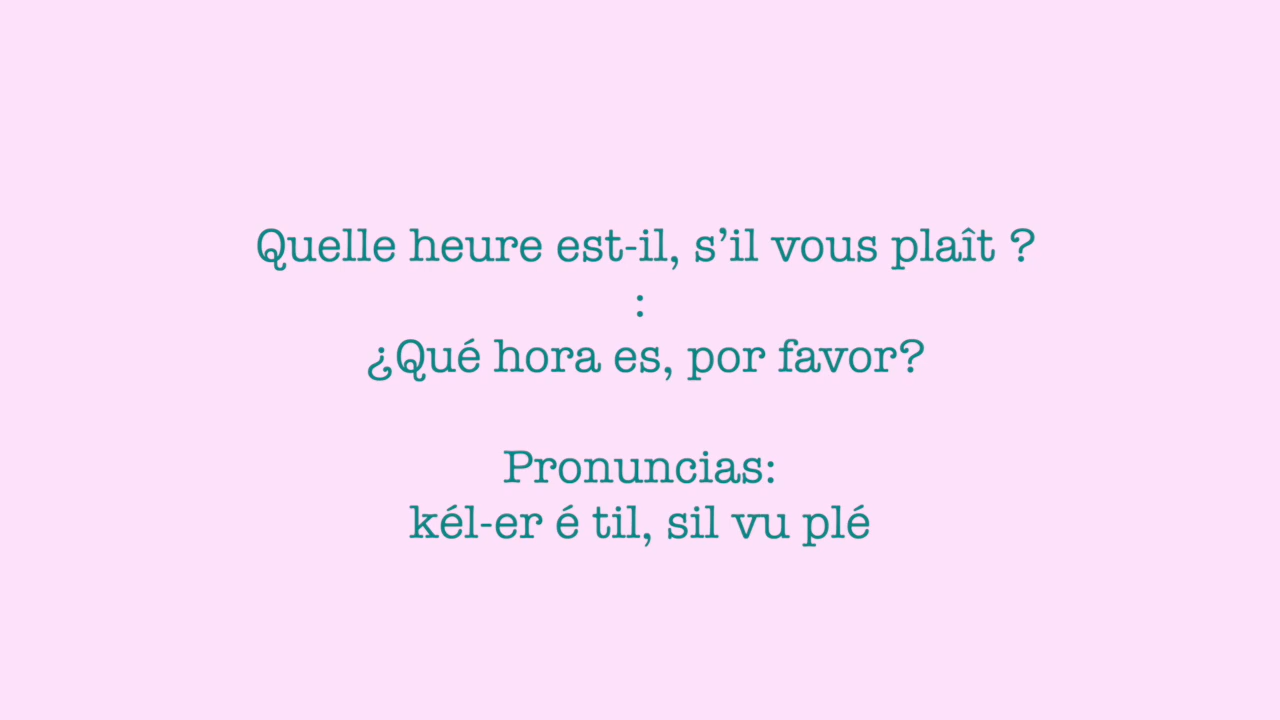 Quelle heure est-il, s’il vous plaît ?
:
¿Qué hora es, por favor?
Pronuncias:
kél-er é til, sil vu plé